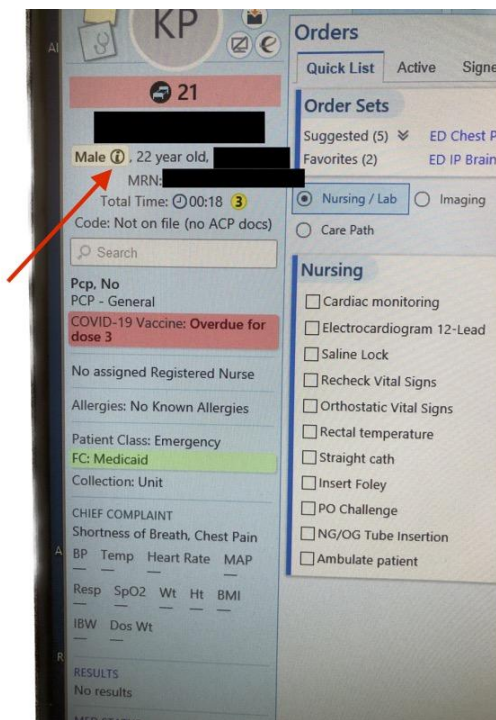 KP
21
Male i, 22 year old,
MRN:
Total Time: 00:18 3
Code: Not on file (no ACP docs)
Search
Pcp, No
PCP - General
COVID-19 Vaccine: Overdue for
dose 3
No assigned Registered Nurse
Allergies: No Known Allergies
Patient Class: Emergency
FC: Medicaid
Collection: Unit
CHIEF COMPLAINT
Shortness of Breath, Chest Pain
BP Temp Heart Rate MAP
— — — —
Resp SpO2 Wt Ht BMI
— — — — —
IBW Dos Wt
— —
RESULTS
No results
Orders
Quick List Active
Order Sets
Suggested (5) ED Chest
Favorites (2) ED IP Brain
Nursing / Lab Imaging
Care Path
Nursing
Cardiac monitoring
Electrocardiogram 12-Lead
Saline Lock
Recheck Vital Signs
Orthostatic Vital Signs
Rectal temperature
Straight cath
Insert Foley
PO Challenge
NG/OG Tube Insertion
Ambulate patient